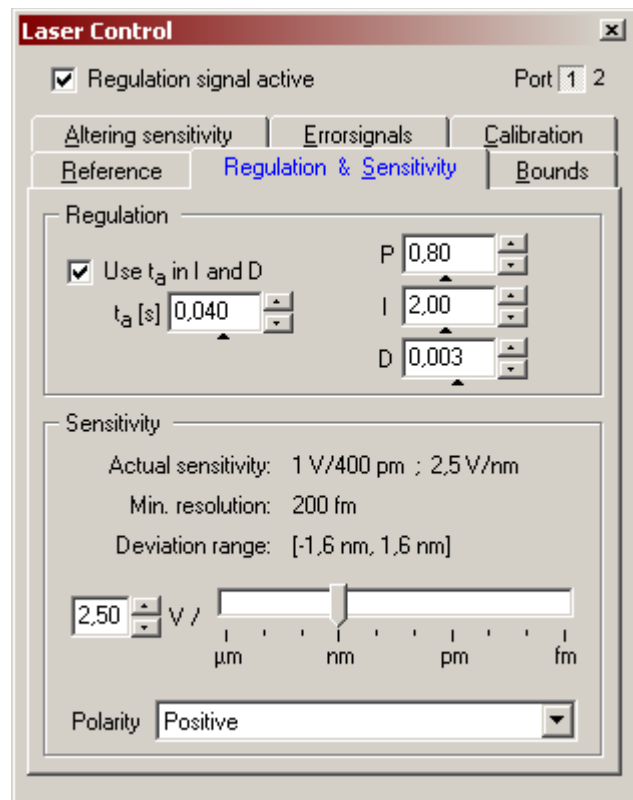 Laser Control
Regulation signal active Port 1 2
Altering sensitivity Errorsignals Calibration
Reference Regulation & Sensitivity Bounds
Regulation
Use ta in I and D
ta [s] 0,040
P 0,80
I 2,00
D 0,003
Sensitivity
Actual sensitivity: 1 V/400 pm ; 2,5 V/nm
Min. resolution: 200 fm
Deviation range: [-1,6 nm, 1,6 nm]
2,50 V /
µm nm pm fm
Polarity Positive